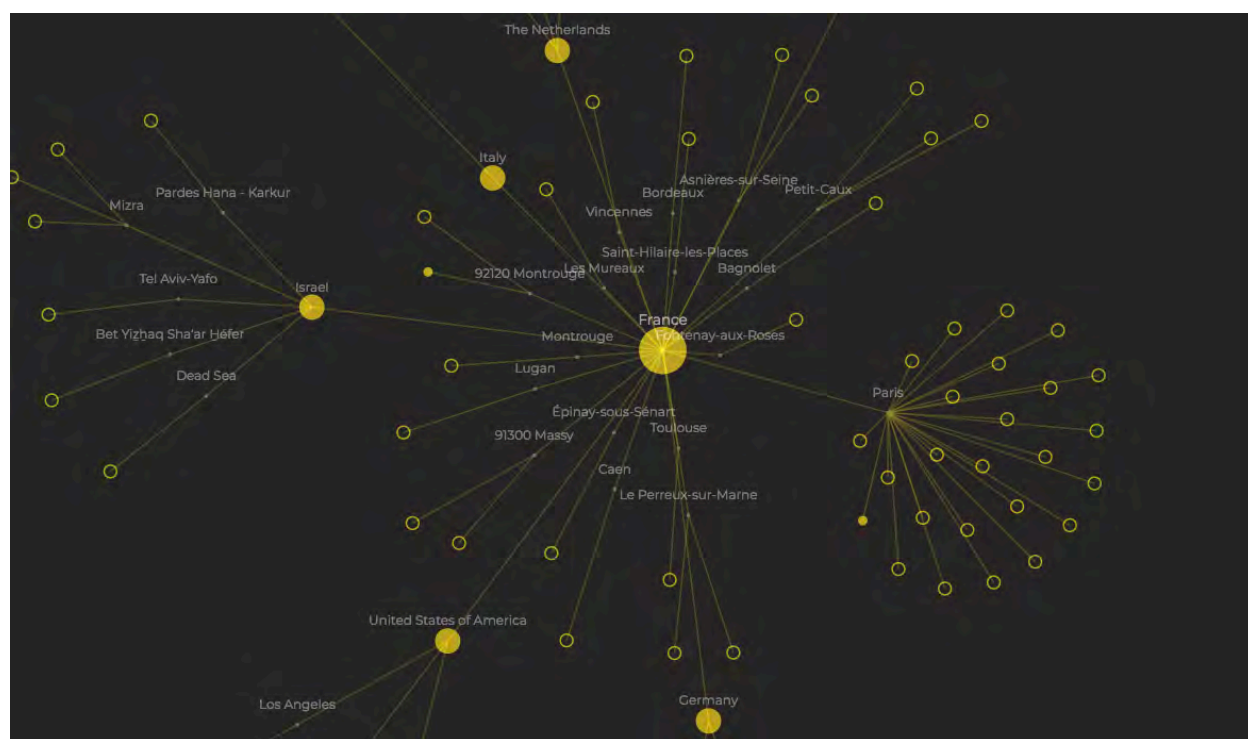 The Netherlands
Italy
Asnières-sur-Seine
Pardes Hana - Karkur
Bordeaux
Petit-Caux
Mizra
Vincennes
Saint-Hilaire-les-Places
Les Mureaux
Bagnolet
92120 Montrouge
Tel Aviv-Yafo
Israel
France
Bet Yizhaq Sha'ar Héfer
Montrouge
Fontenay-aux-Roses
Lugan
Dead Sea
Paris
Épinay-sous-Sénart
Toulouse
91300 Massy
Caen
Le Perreux-sur-Marne
United States of America
Los Angeles
Germany